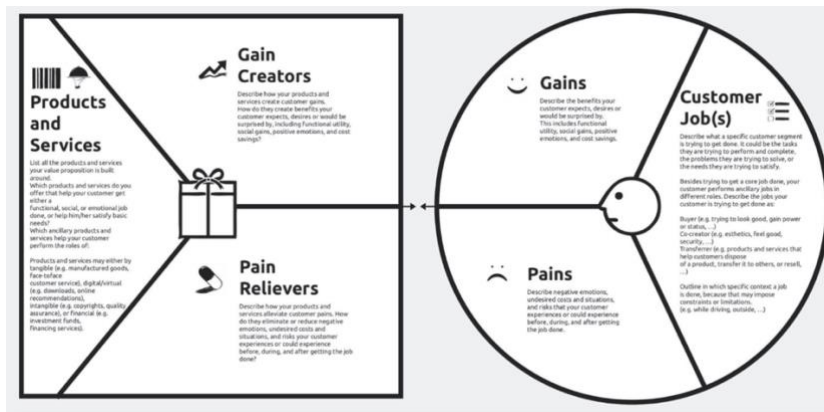 Products
and
Services
List all the products and services
your value proposition is built
around.
Which products and services do you
offer that help your customer get
either a
functional, social, or emotional job
done, or help him/her satisfy basic
needs?
Which ancillary products and
services help your customer
perform the roles of:
Products and services may either by
tangible (e.g. manufactured goods,
face-to-face
customer service), digital/virtual
(e.g. downloads, online
recommendations),
intangible (e.g. copyrights, quality
assurance), or financial (e.g.
investment funds,
financing services).
Gain
Creators
Describe how your products and
services create customer gains.
How do they create benefits your
customer expects, desires or would be
surprised by, including functional utility,
social gains, positive emotions, and cost
savings?
Pain
Relievers
Describe how your products and
services alleviate customer pains. How
do they eliminate or reduce negative
emotions, undesired costs and
situations, and risks your customer
experiences or could experience
before, during, and after getting the job
done?
Gains
Describe the benefits your
customer expects, desires or
would be surprised by.
This includes functional
utility, social gains, positive
emotions, and cost savings.
Pains
Describe negative emotions,
undesired costs and situations,
and risks that your customer
experiences or could experience
before, during, and after getting
the job done.
Customer
Job(s)
Describe what a specific customer segment
is trying to get done. It could be the tasks
they are trying to perform and complete,
the problems they are trying to solve, or
the needs they are trying to satisfy.
Besides trying to get a core job done, your
customer performs ancillary jobs in
different roles. Describe the jobs your
customer is trying to get done as:
Buyer (e.g. trying to look good, gain power
or status, ...)
Co-creator (e.g. esthetics, feel good,
security, ...)
Transferrer (e.g. products and services that
help customers dispose
of a product, transfer it to others, or resell,
...)
Outline in which specific context a job
is done, because that may impose
constraints or limitations.
(e.g. while driving, outside, ...)